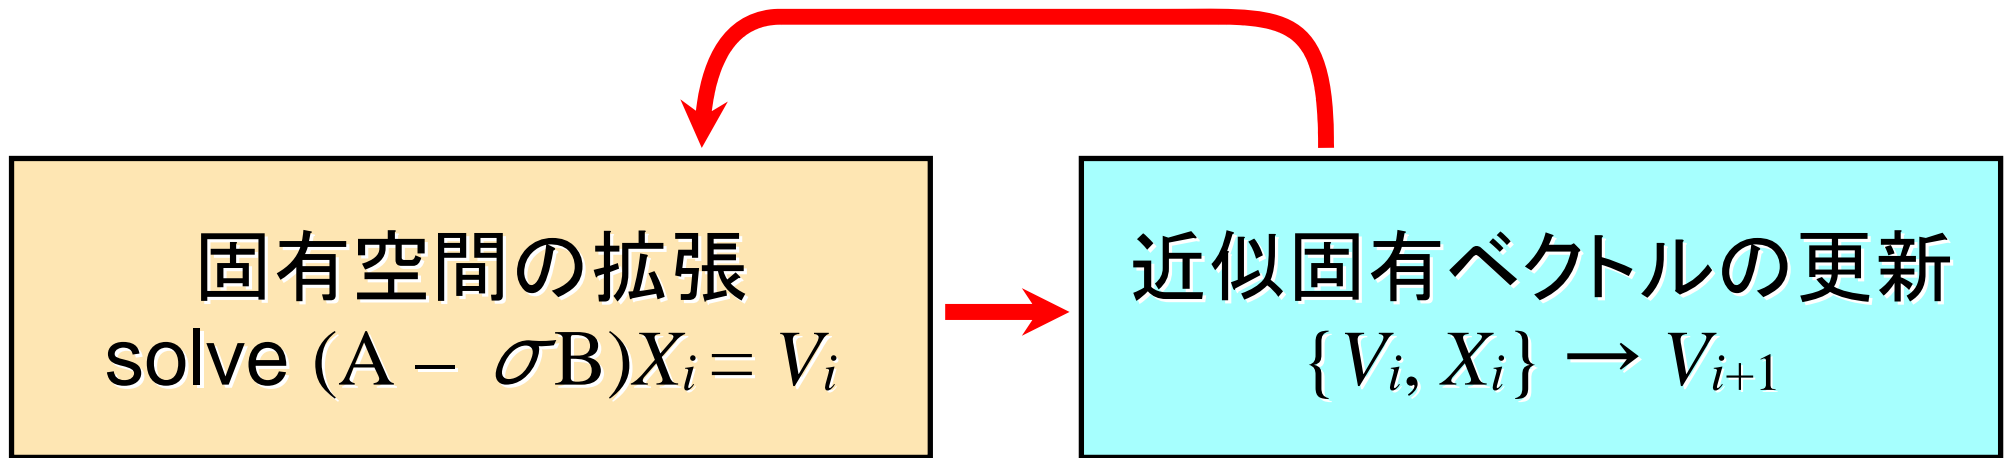 固有空間の拡張
solve (A – σB)Xi = Vi
近似固有ベクトルの更新
{Vi, Xi} → Vi+1